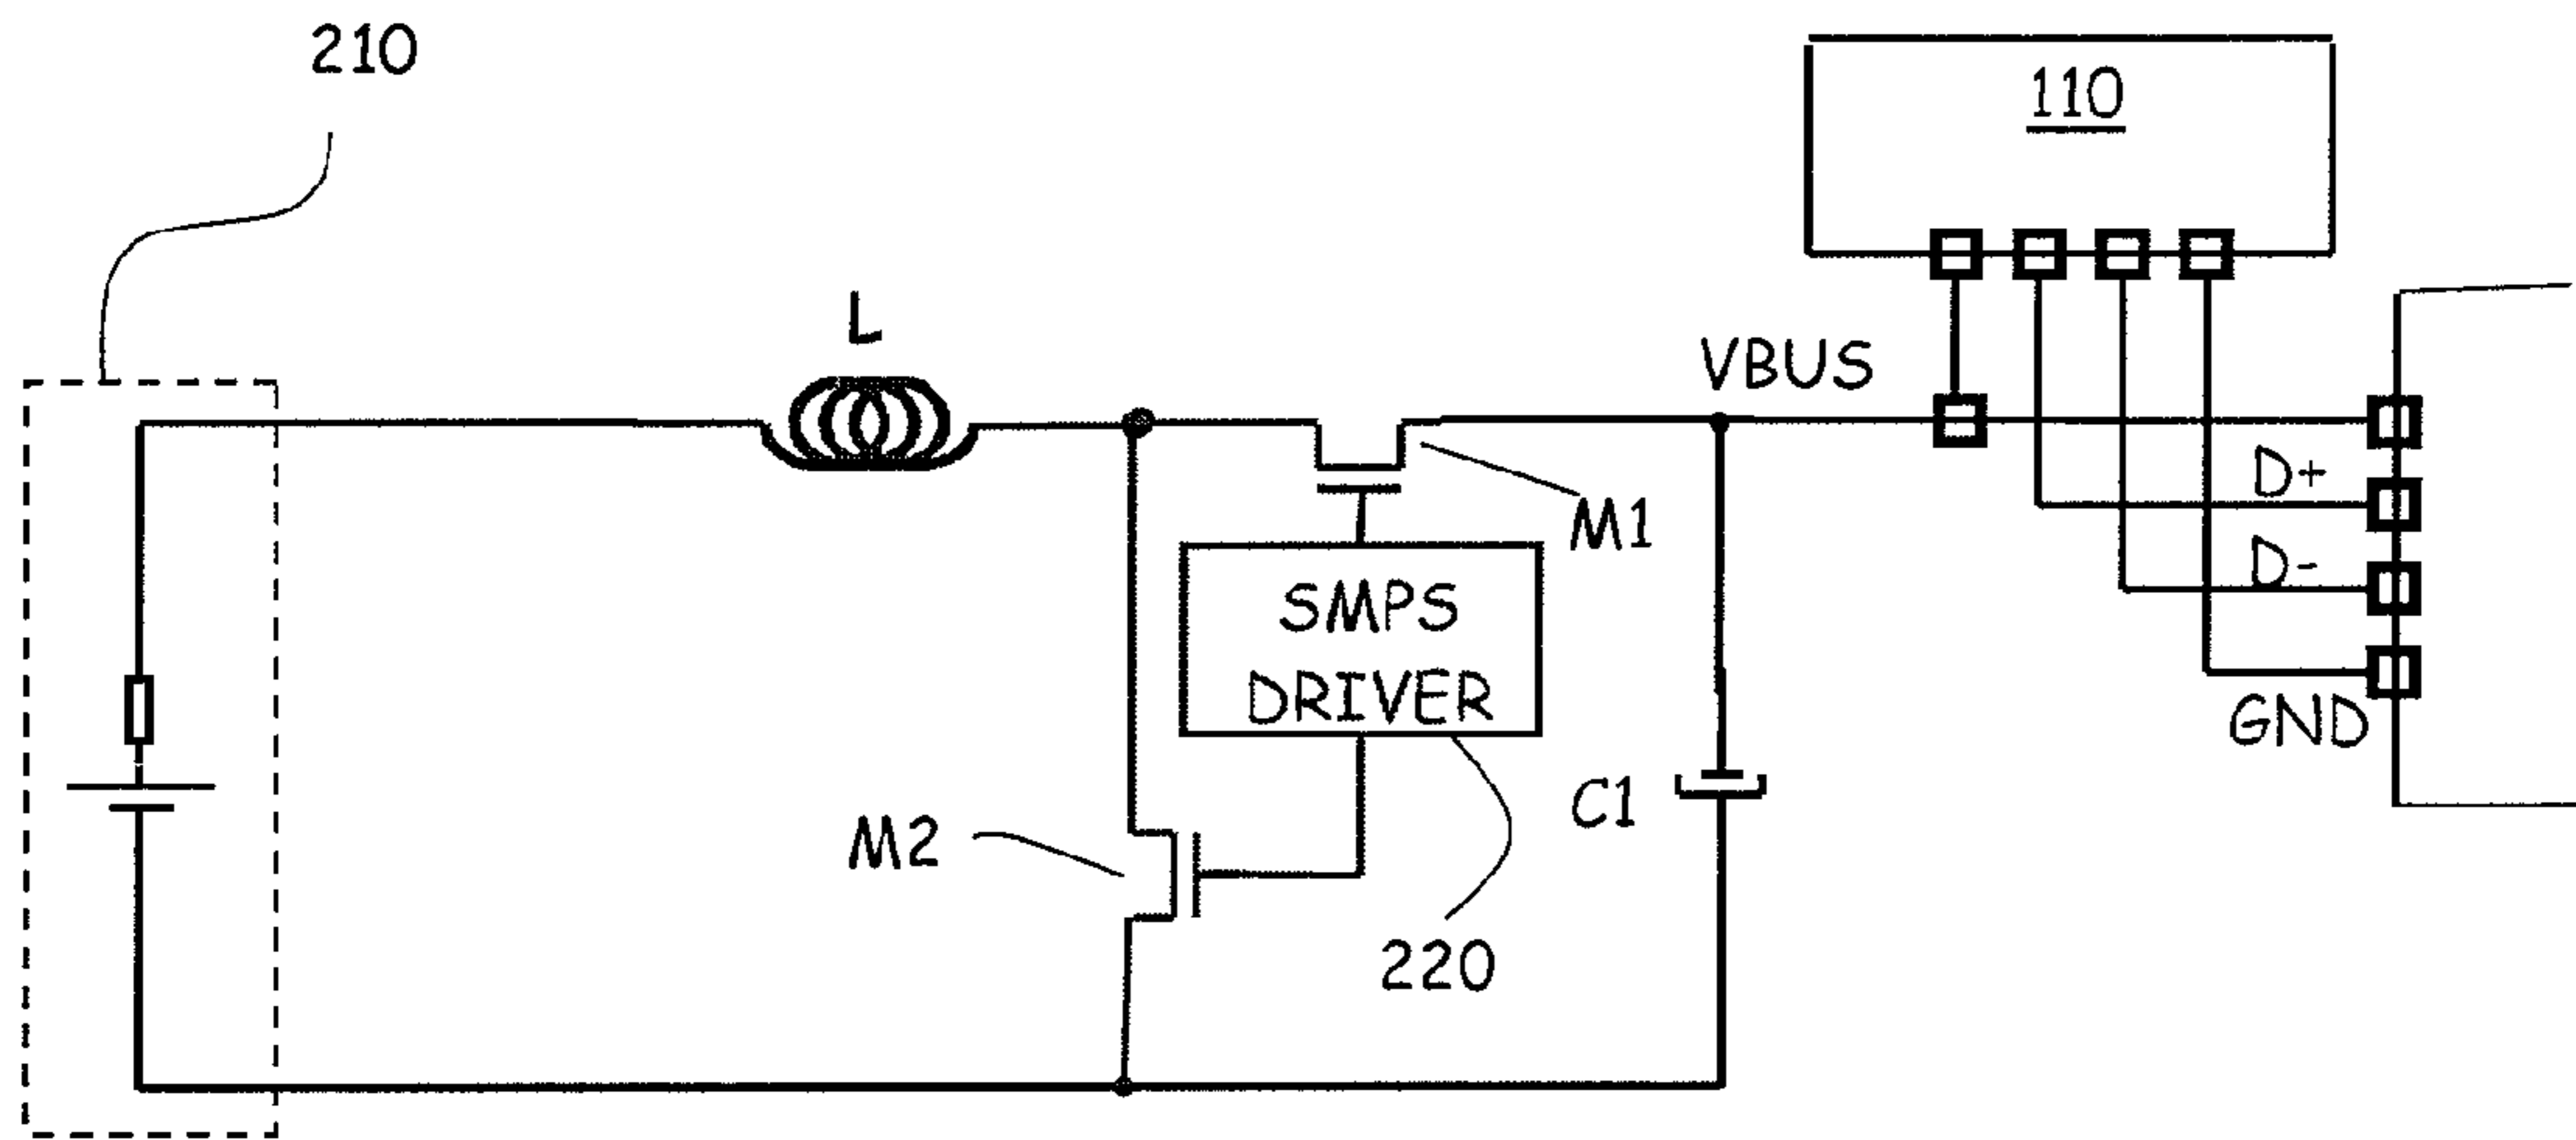 210
110
L
VBUS
D+
M1
D-
SMPS
DRIVER
GND
C1
M2
220